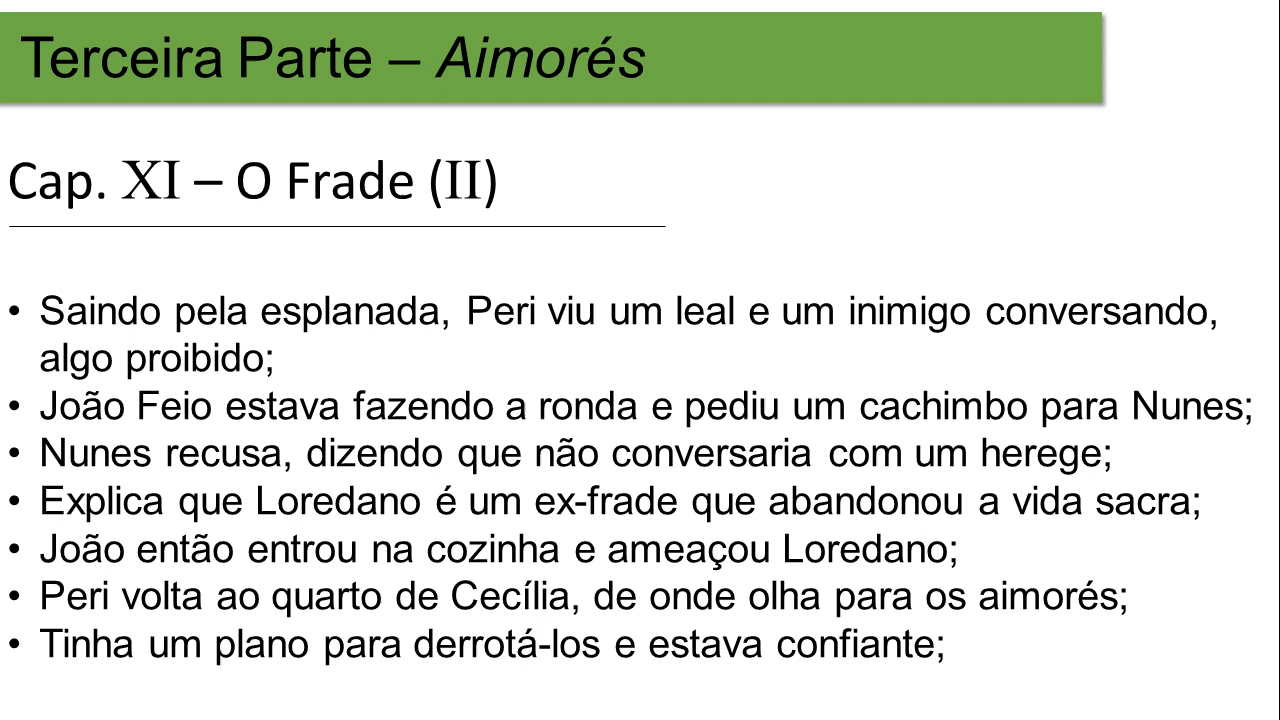 Terceira Parte – Aimorés
Cap. XI – O Frade (II)
• Saindo pela esplanada, Peri viu um leal e um inimigo conversando,
algo proibido;
• João Feio estava fazendo a ronda e pediu um cachimbo para Nunes;
• Nunes recusa, dizendo que não conversaria com um herege;
• Explica que Loredano é um ex-frade que abandonou a vida sacra;
• João então entrou na cozinha e ameaçou Loredano;
• Peri volta ao quarto de Cecília, de onde olha para os aimorés;
• Tinha um plano para derrotá-los e estava confiante;